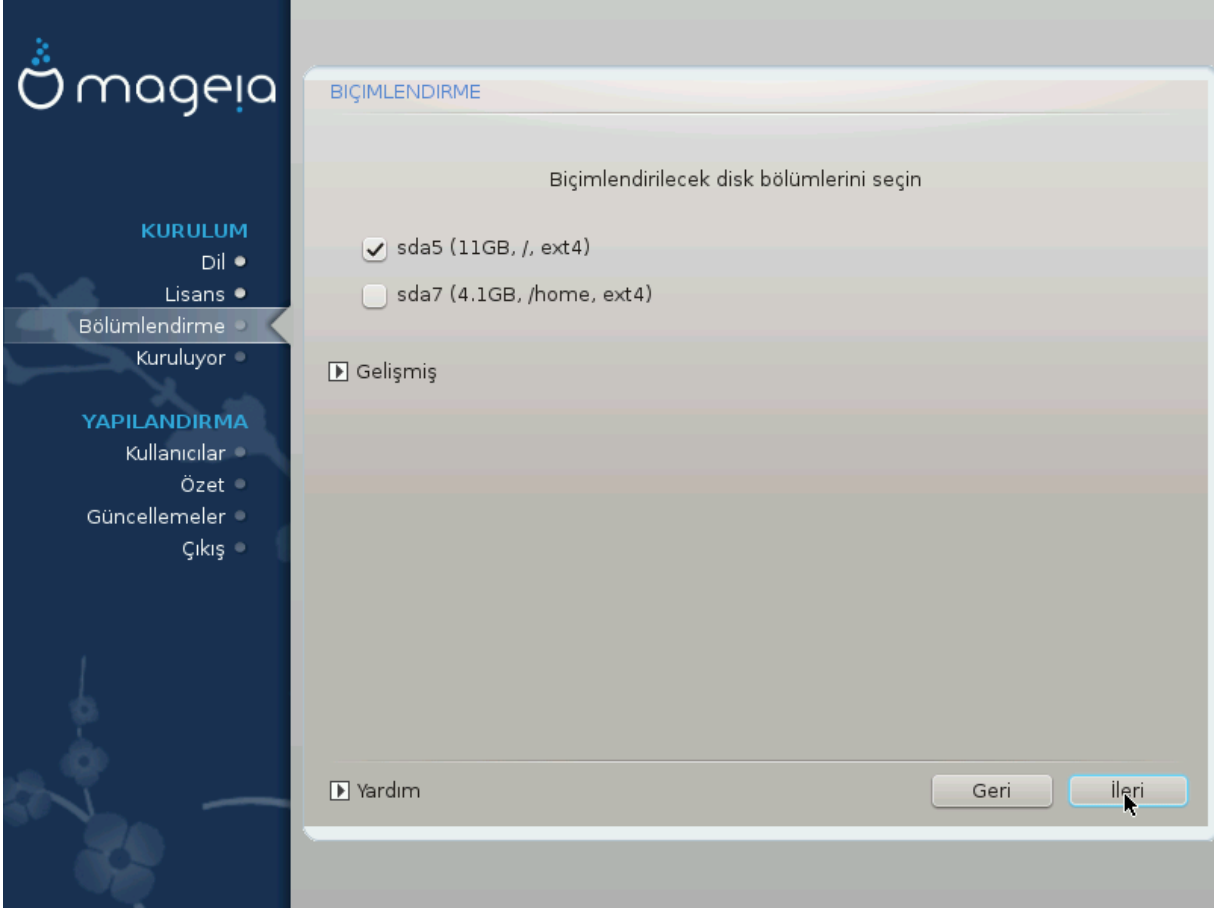 mageia
KURULUM
Dil
Lisans
Bölümlendirme
Kuruluyor
YAPILANDIRMA
Kullanıcılar
Özet
Güncellemeler
Çıkış
BIÇIMLENDIRME
Biçimlendirilecek disk bölümlerini seçin
sda5 (11GB, /, ext4)
sda7 (4.1GB, /home, ext4)
Gelişmiş
Yardım
Geri
İleri